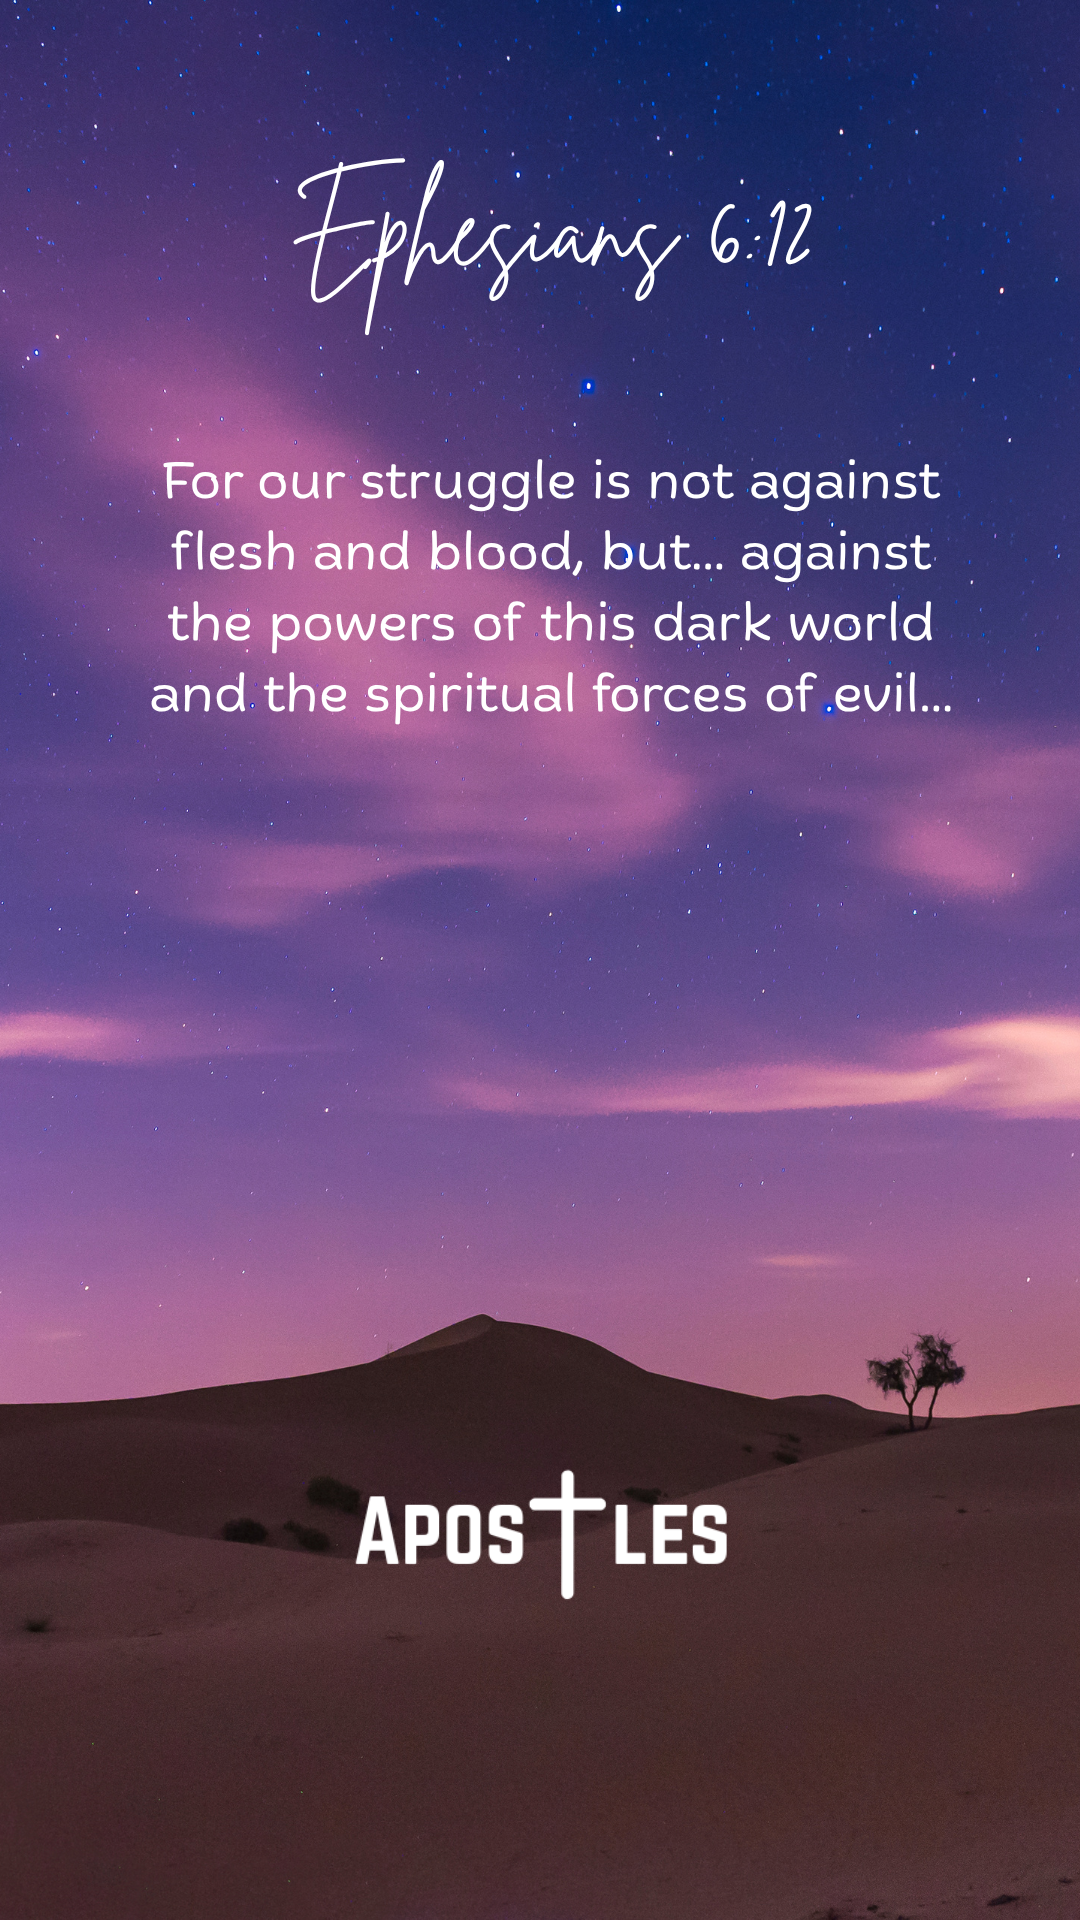 Ephesians 6:12
For our struggle is not against
flesh and blood, but... against
the powers of this dark world
and the spiritual forces of evil...
APOSTLES